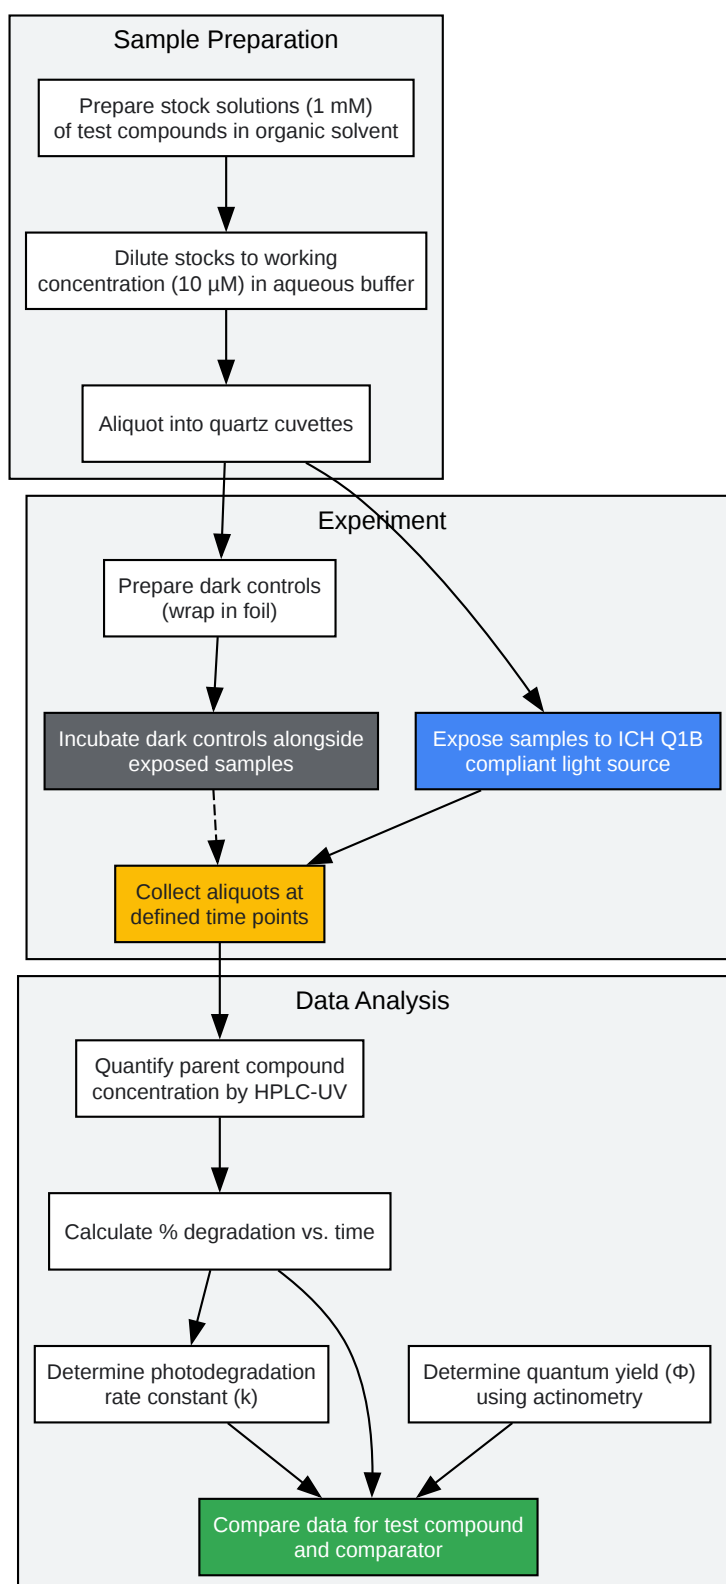 Sample Preparation
Prepare stock solutions (1 mM)
of test compounds in organic solvent
Dilute stocks to working
concentration (10 µM) in aqueous buffer
Aliquot into quartz cuvettes
Experiment
Prepare dark controls
(wrap in foil)
Incubate dark controls alongside
exposed samples
Expose samples to ICH Q1B
compliant light source
Collect aliquots at
defined time points
Data Analysis
Quantify parent compound
concentration by HPLC-UV
Calculate % degradation vs. time
Determine photodegradation
rate constant (k)
Determine quantum yield (Φ)
using actinometry
Compare data for test compound
and comparator